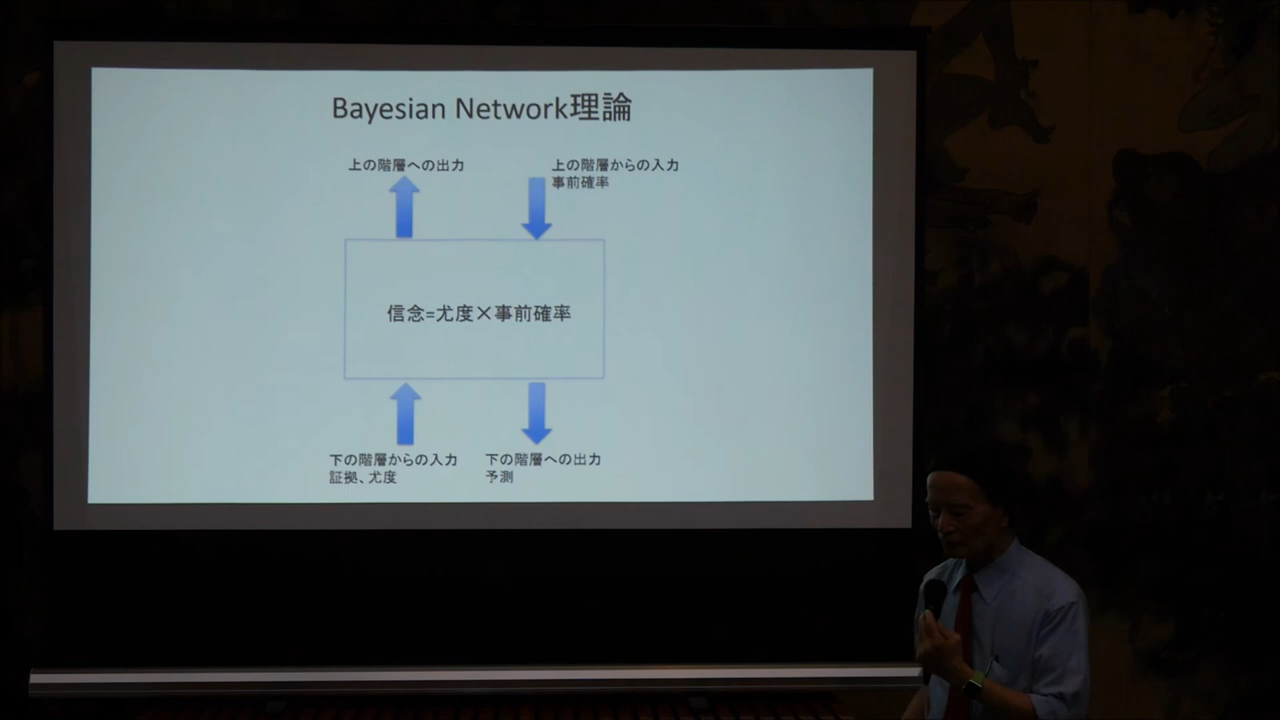 Bayesian Network理論
上の階層への出力
上の階層からの入力
事前確率
信念=尤度×事前確率
下の階層からの入力
証拠、尤度
下の階層への出力
予測